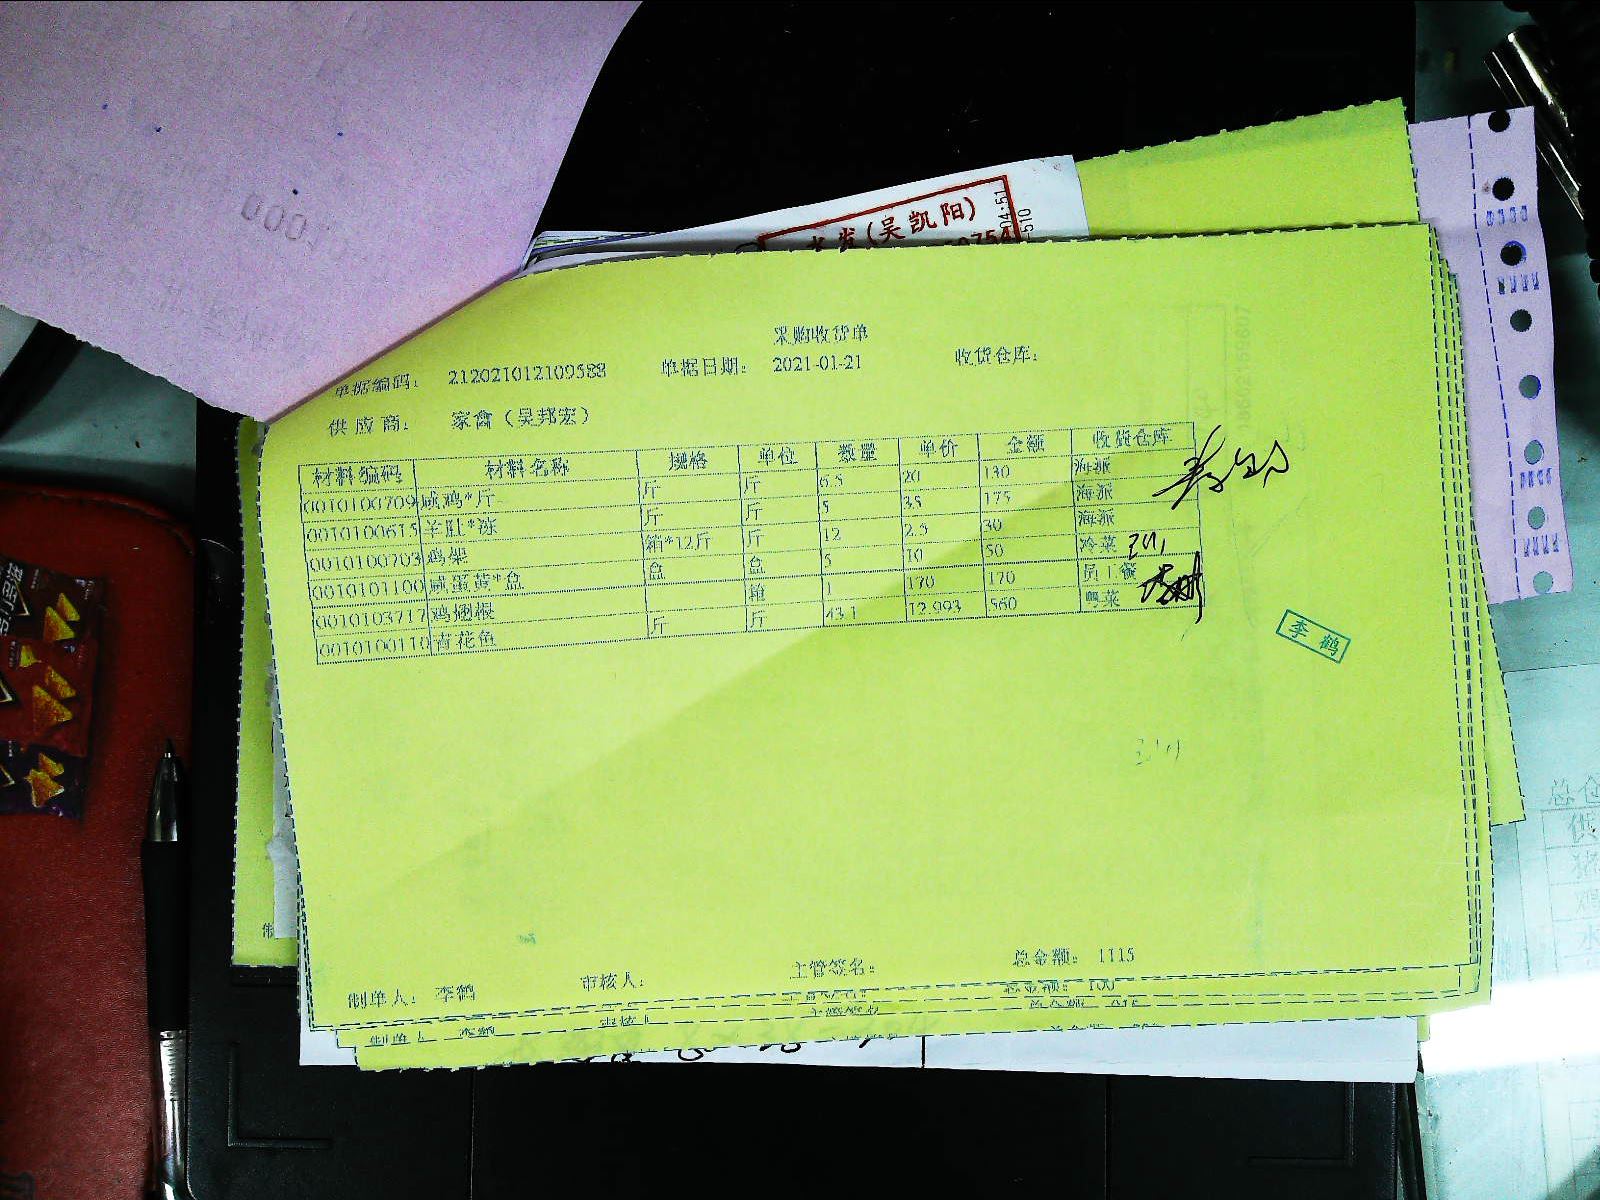 (吴凯阳)
采购收货单
单据编码: 212021012109588 单据日期: 2021-01-21 收货仓库:
供应商: 家禽(吴邦宏)
材料编码 材料名称 规格 单位 数量 单价 金额 收货仓库
0010100709 咸鸡*斤 斤 斤 6.5 20 130 海派
0010100615 羊肚*冻 斤 斤 5 35 175 海派
0010100703 鸡架 箱*12斤 斤 12 2.5 30 海派
0010101100 咸蛋黄*盒 盒 盒 5 10 50 冷菜
0010103717 鸡翅根 箱 1 170 170 员工餐
0010100110 青花鱼 斤 斤 43.1 12.993 560 粤菜
李鹤
制单人: 李鹤 审核人: 主管签名: 总金额: 1115